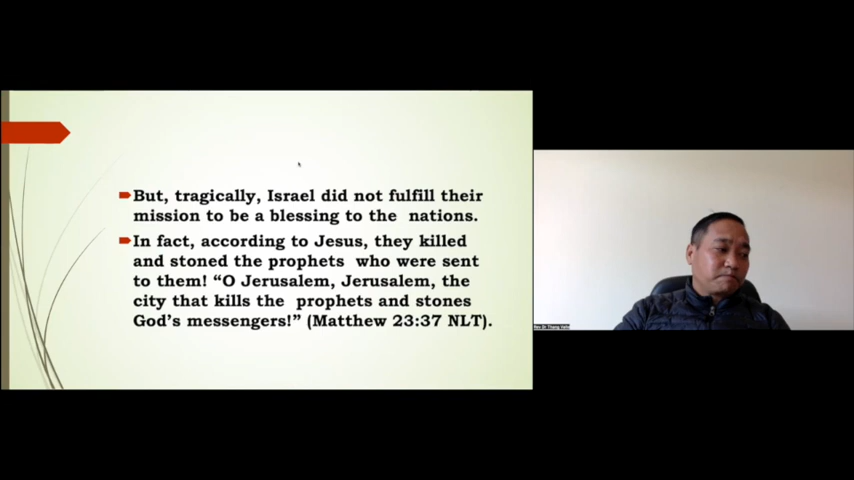 But, tragically, Israel did not fulfill their
mission to be a blessing to the nations.
In fact, according to Jesus, they killed
and stoned the prophets who were sent
to them! “O Jerusalem, Jerusalem, the
city that kills the prophets and stones
God’s messengers!” (Matthew 23:37 NLT).